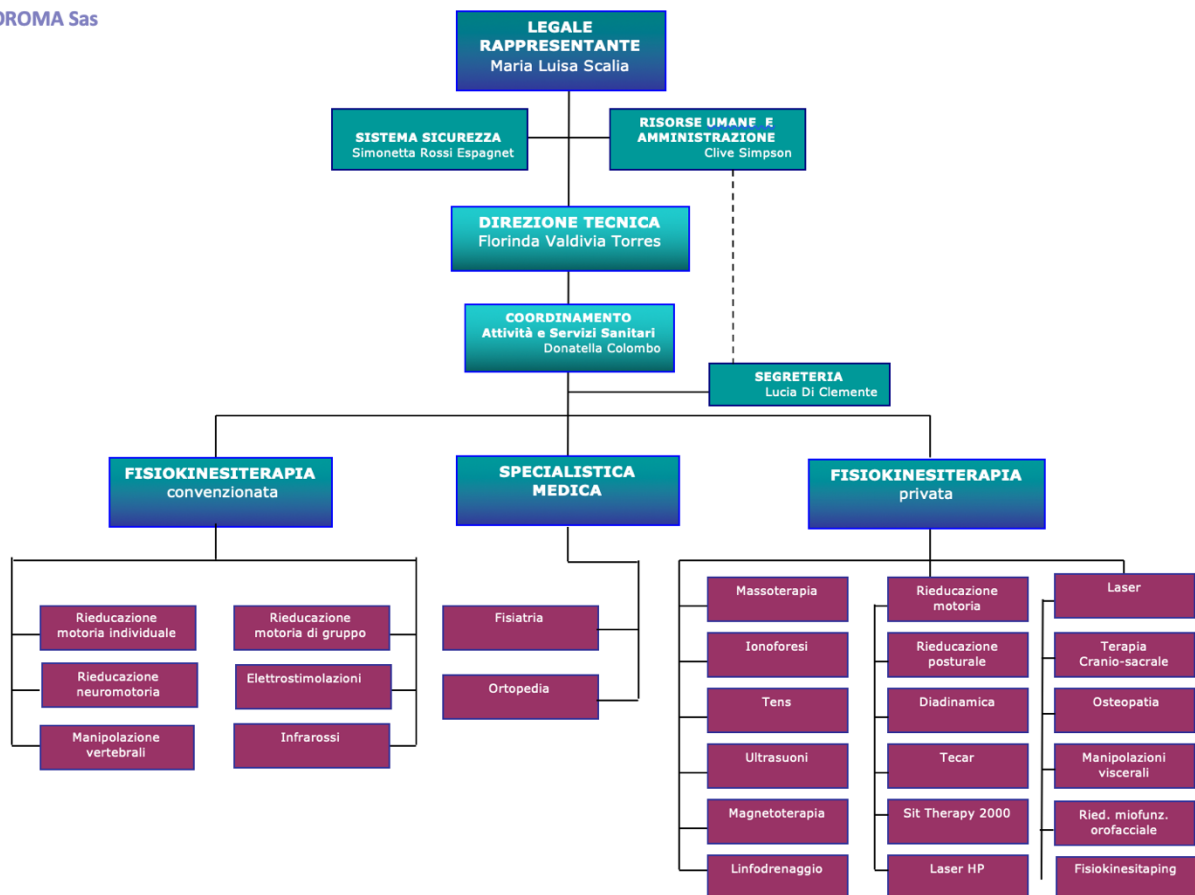 OROMA Sas
LEGALE
RAPPRESENTANTE
Maria Luisa Scalia
SISTEMA SICUREZZA
Simonetta Rossi Espagnet
RISORSE UMANE E
AMMINISTRAZIONE
Clive Simpson
DIREZIONE TECNICA
Florinda Valdivia Torres
COORDINAMENTO
Attività e Servizi Sanitari
Donatella Colombo
SEGRETERIA
Lucia Di Clemente
FISIOKINESITERAPIA
convenzionata
SPECIALISTICA
MEDICA
FISIOKINESITERAPIA
privata
Rieducazione
motoria individuale
Rieducazione
motoria di gruppo
Rieducazione
neuromotoria
Elettrostimolazioni
Manipolazione
vertebrali
Infrarossi
Fisiatria
Ortopedia
Massoterapia
Ionoforesi
Tens
Ultrasuoni
Magnetoterapia
Linfodrenaggio
Rieducazione
motoria
Rieducazione
posturale
Diadinamica
Tecar
Sit Therapy 2000
Laser HP
Laser
Terapia
Cranio-sacrale
Osteopatia
Manipolazioni
viscerali
Ried. miofunz.
orofacciale
Fisiokinesitaping